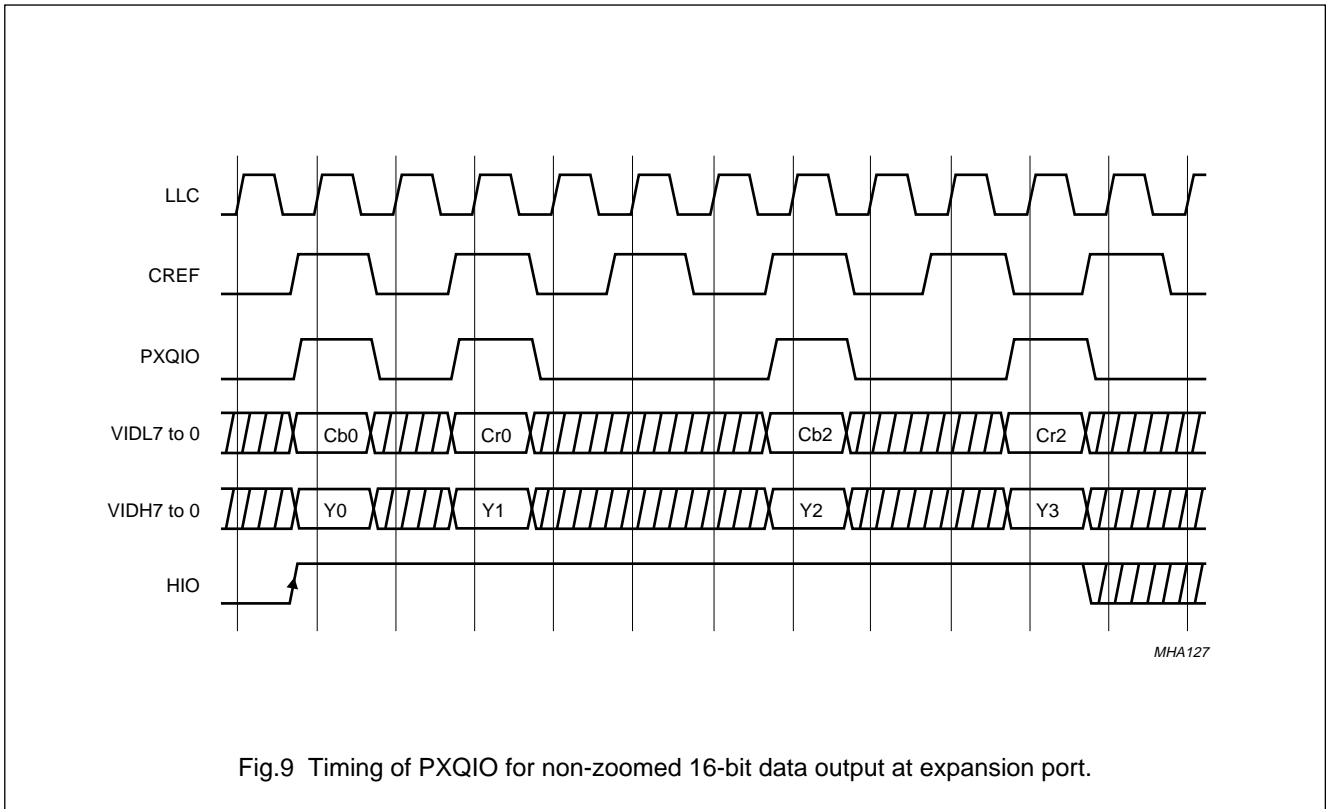 LLC
CREF
PXQIO
VIDL7 to 0 Cb0 Cr0 Cb2 Cr2
VIDH7 to 0 Y0 Y1 Y2 Y3
HIO
MHA127
Fig.9 Timing of PXQIO for non-zoomed 16-bit data output at expansion port.